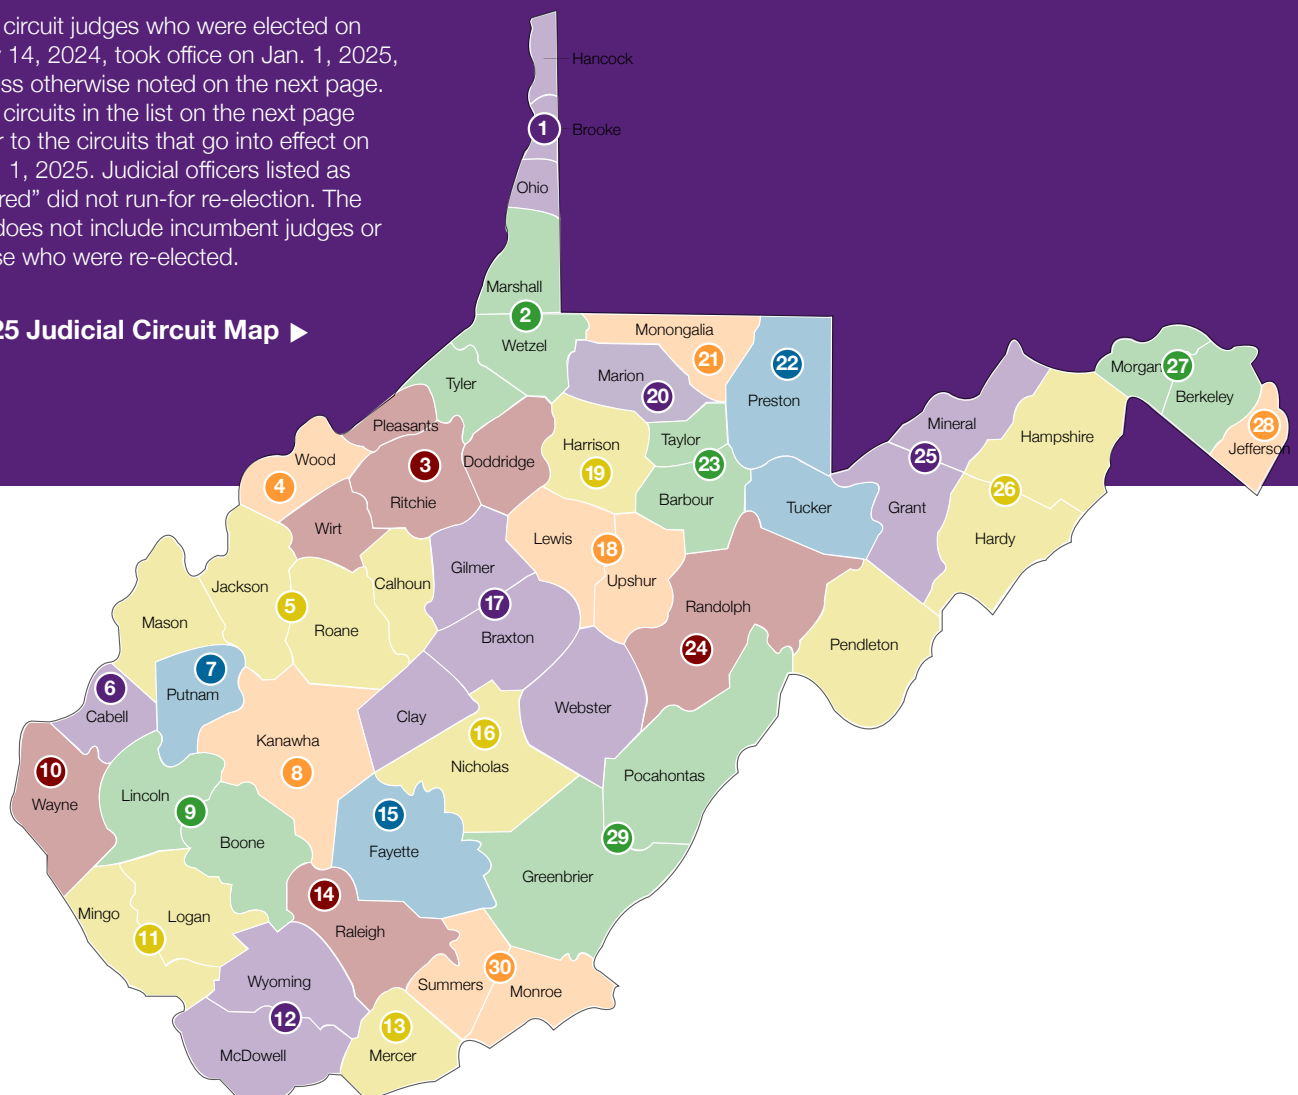 circuit judges who were elected on
14, 2024, took office on Jan. 1, 2025,
ss otherwise noted on the next page.
circuits in the list on the next page
r to the circuits that go into effect on
1, 2025. Judicial officers listed as
red” did not run-for re-election. The
does not include incumbent judges or
se who were re-elected.
25 Judicial Circuit Map ▶
Hancock
1
Brooke
Ohio
Marshall
2
Wetzel
Tyler
Monongalia
21
Marion
20
22
Preston
Pleasants
Wood
4
3
Ritchie
Doddridge
Wirt
Harrison
19
Taylor
23
Barbour
Tucker
Mineral
25
Grant
Hampshire
26
Hardy
Morgan
27
Berkeley
28
Jefferson
Pendleton
Lewis
18
Upshur
Randolph
24
Gilmer
17
Braxton
Calhoun
Jackson
5
Roane
Mason
6
Cabell
7
Putnam
Kanawha
8
Clay
16
Nicholas
Webster
Pocahontas
29
Greenbrier
10
Wayne
Lincoln
9
Boone
15
Fayette
Mingo
11
Logan
14
Raleigh
Summers
30
Monroe
Wyoming
12
McDowell
13
Mercer